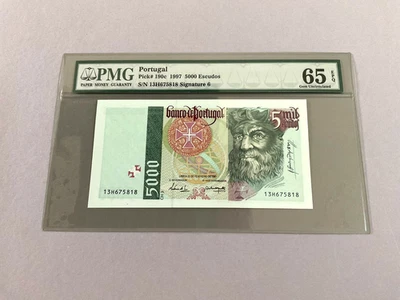 PMG
PAPER MONEY GUARANTY
Portugal
Pick# 190c 1997 5000 Escudos
S/N 13H675818 Signature 6
65 EPQ
Gem Uncirculated
Banco de Portugal
5 mil
5000
13H675818
13H675818